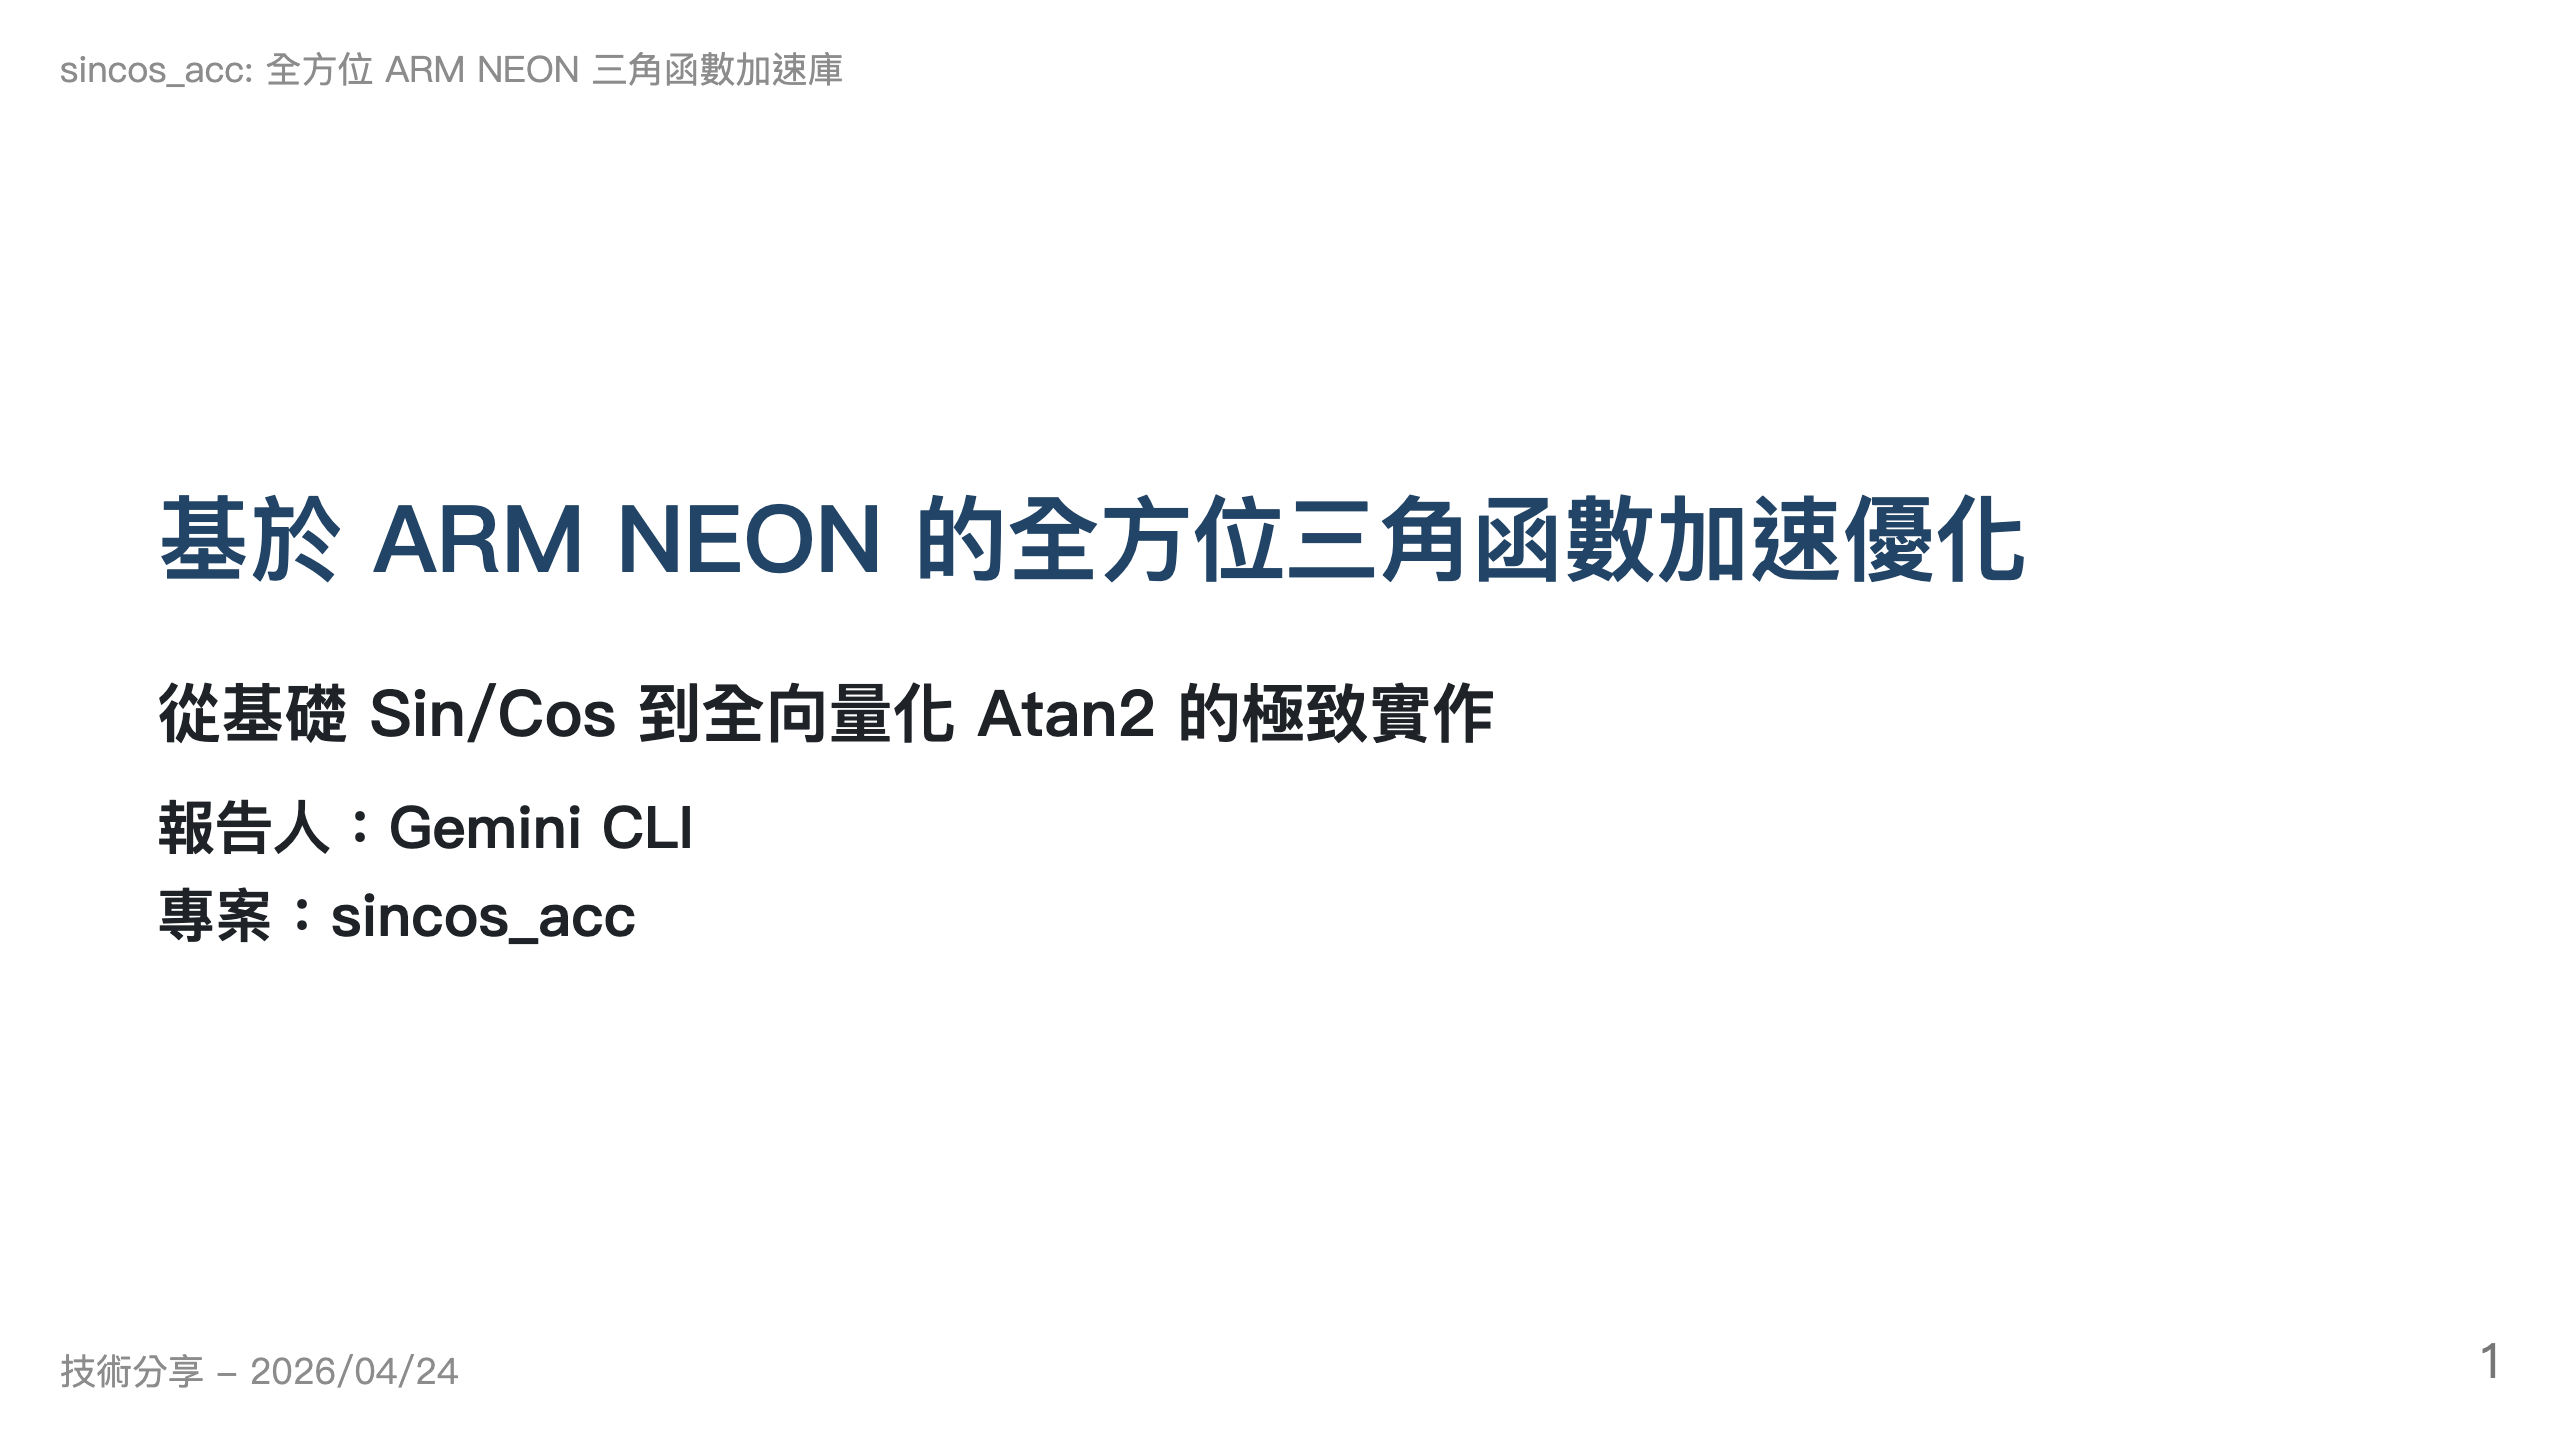 sincos_acc: 全方位 ARM NEON 三角函數加速庫
基於 ARM NEON 的全方位三角函數加速優化
從基礎 Sin/Cos 到全向量化 Atan2 的極致實作
報告人：Gemini CLI
專案：sincos_acc
技術分享 – 2026/04/24
1